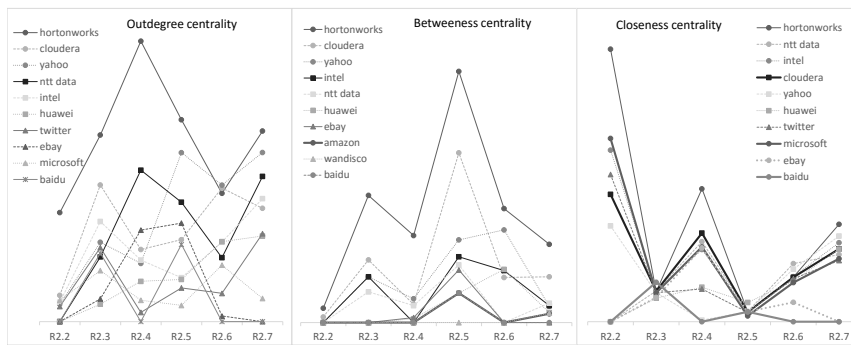 Outdegree centrality
hortonworks
cloudera
yahoo
ntt data
intel
huawei
twitter
ebay
microsoft
baidu
R2.2 R2.3 R2.4 R2.5 R2.6 R2.7
Betweeness centrality
hortonworks
cloudera
yahoo
intel
ntt data
huawei
ebay
amazon
wandisco
baidu
R2.2 R2.3 R2.4 R2.5 R2.6 R2.7
Closeness centrality
hortonworks
ntt data
intel
cloudera
yahoo
huawei
twitter
microsoft
ebay
baidu
R2.2 R2.3 R2.4 R2.5 R2.6 R2.7